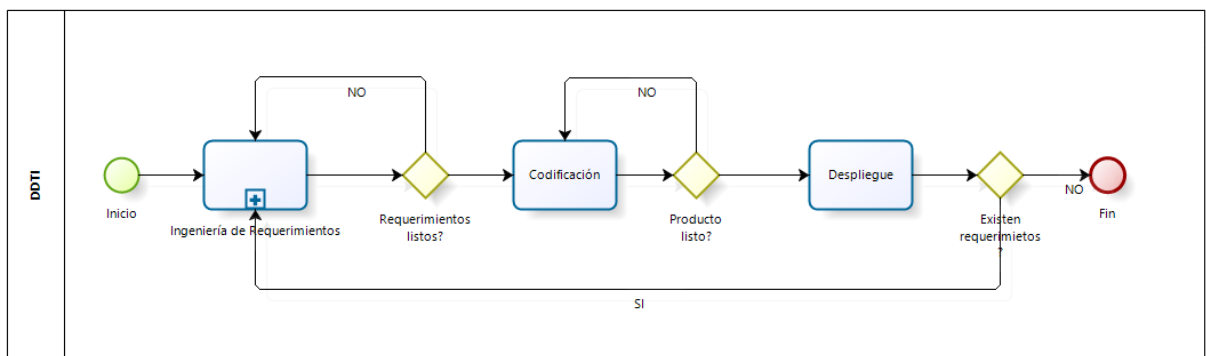 DDTI
NO
NO
Codificación
Despliegue
NO
Inicio
Ingeniería de Requerimientos
Requerimientos
listos?
Producto
listo?
Existen
requerimietos
?
Fin
SI